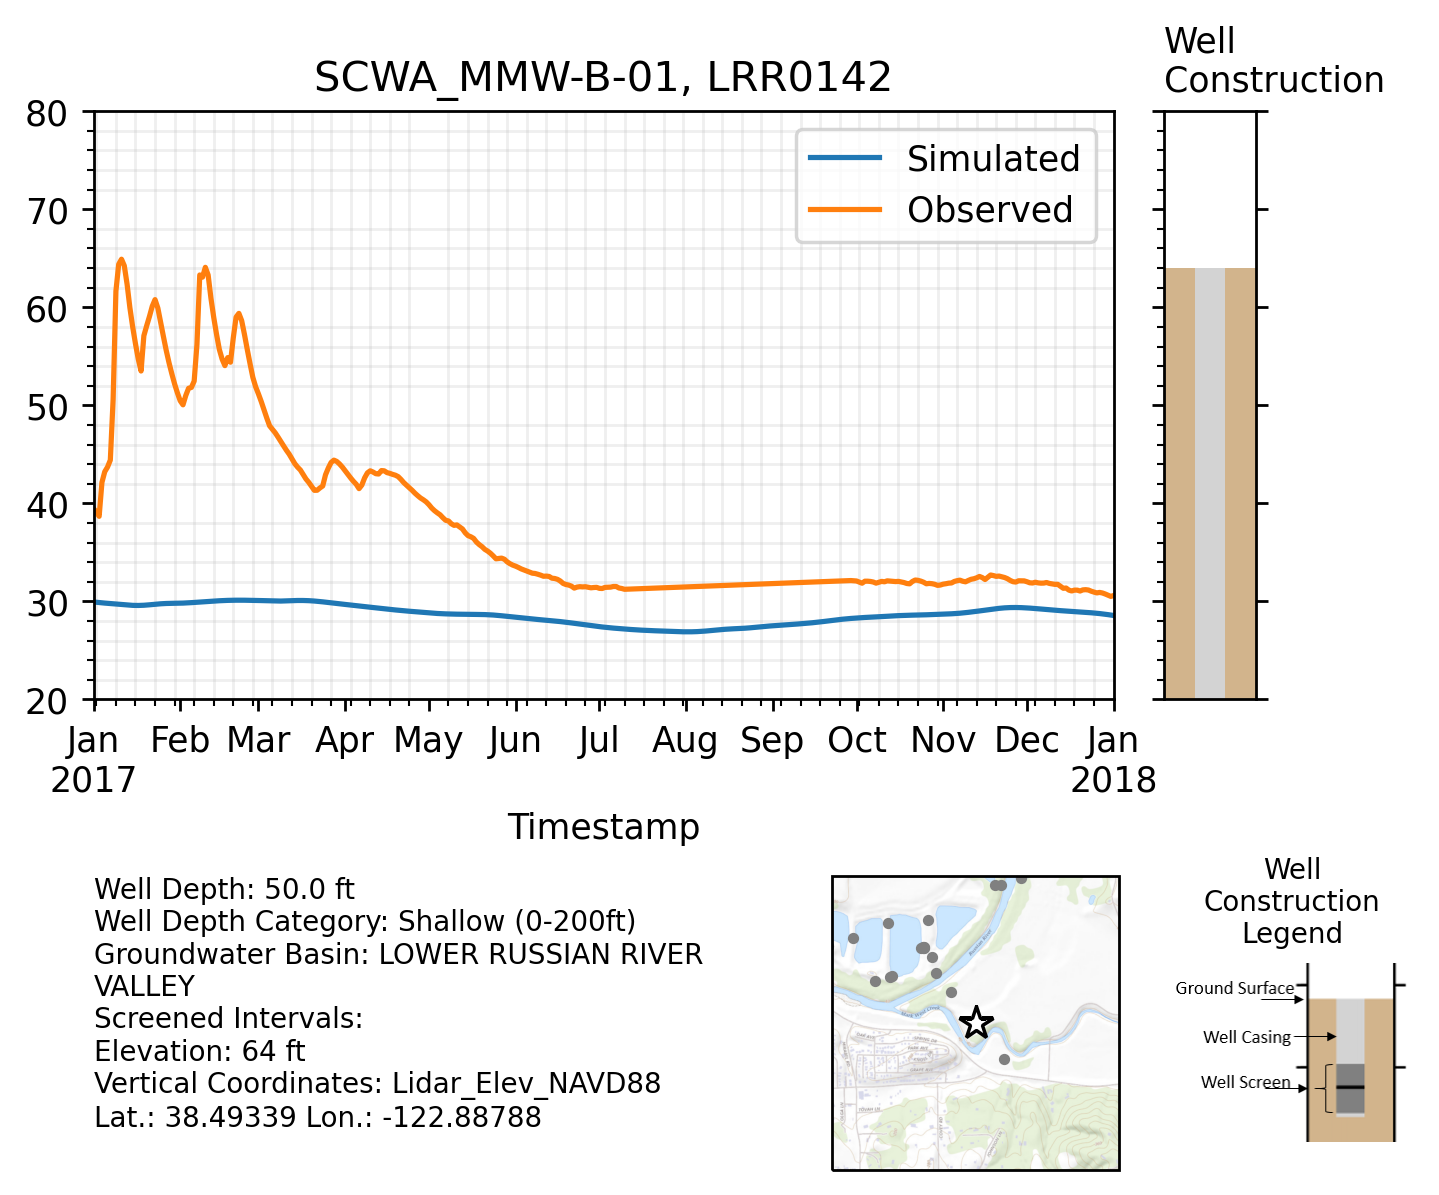 Well
Construction
SCWA_MMW-B-01, LRR0142
80
70
60
50
40
30
20
Simulated
Observed
Jan Feb Mar Apr May Jun Jul Aug Sep Oct Nov Dec Jan
2017 2018
Timestamp
Well Depth: 50.0 ft
Well Depth Category: Shallow (0-200ft)
Groundwater Basin: LOWER RUSSIAN RIVER
VALLEY
Screened Intervals:
Elevation: 64 ft
Vertical Coordinates: Lidar_Elev_NAVD88
Lat.: 38.49339 Lon.: -122.88788
Well
Construction
Legend
Ground Surface
Well Casing
Well Screen